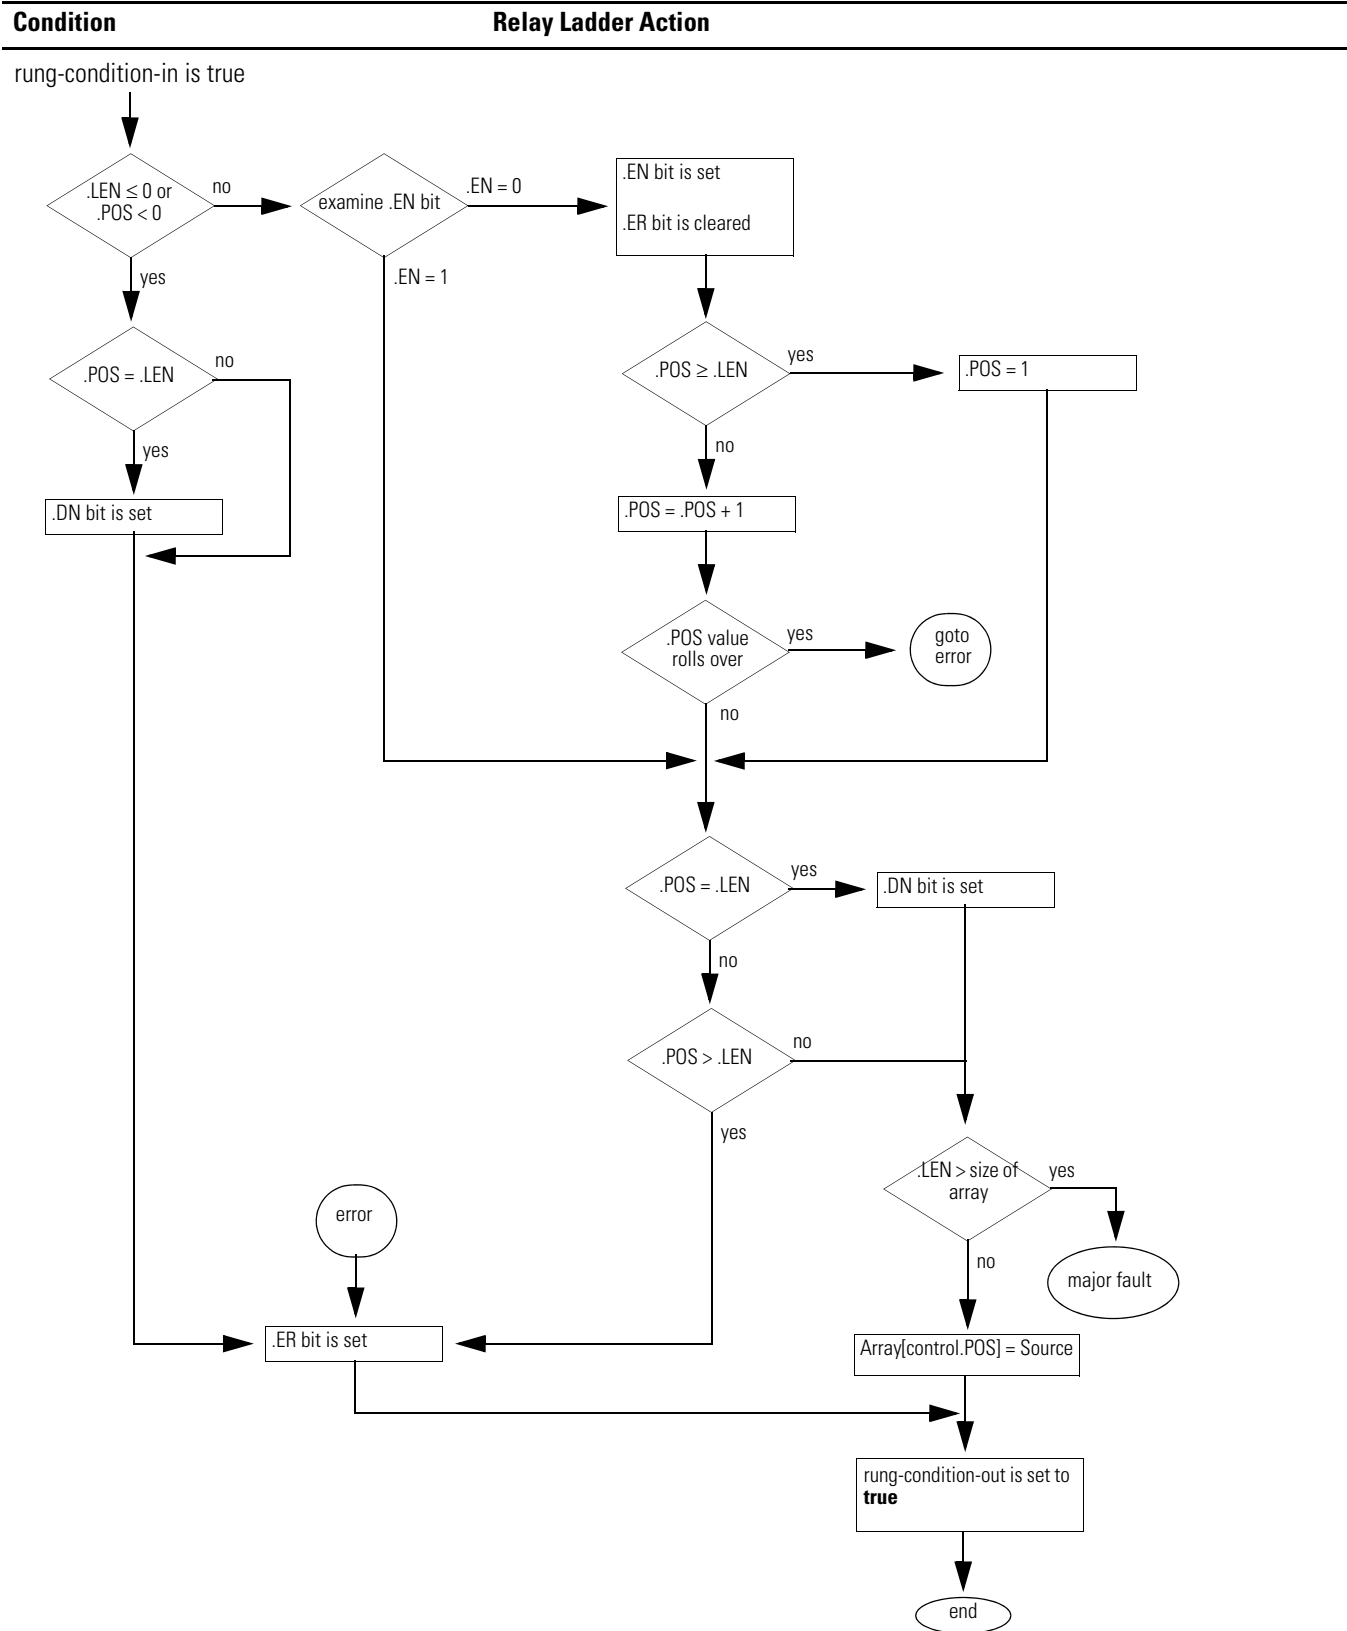 Condition
Relay Ladder Action
rung-condition-in is true
.LEN ≤ 0 or
.POS < 0
no
examine .EN bit
.EN = 0
.EN bit is set
.ER bit is cleared
yes
.EN = 1
.POS = .LEN
no
.POS ≥ .LEN
yes
.POS = 1
yes
no
.DN bit is set
.POS = .POS + 1
.POS value
rolls over
yes
goto
error
no
.POS = .LEN
yes
.DN bit is set
no
.POS > .LEN
no
yes
.LEN > size of
array
yes
error
no
major fault
.ER bit is set
Array[control.POS] = Source
rung-condition-out is set to
true
end